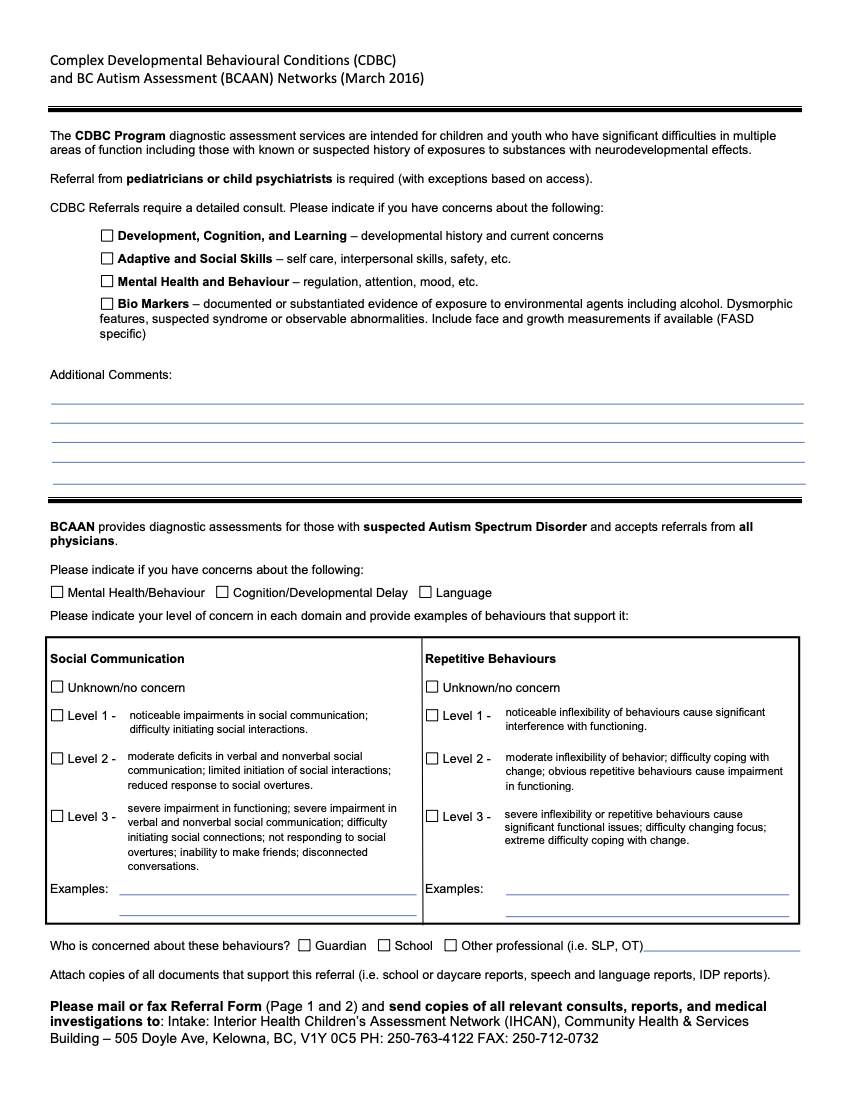 Complex Developmental Behavioural Conditions (CDBC)
and BC Autism Assessment (BCAAN) Networks (March 2016)
The CDBC Program diagnostic assessment services are intended for children and youth who have significant difficulties in multiple
areas of function including those with known or suspected history of exposures to substances with neurodevelopmental effects.
Referral from pediatricians or child psychiatrists is required (with exceptions based on access).
CDBC Referrals require a detailed consult. Please indicate if you have concerns about the following:
☐ Development, Cognition, and Learning – developmental history and current concerns
☐ Adaptive and Social Skills – self care, interpersonal skills, safety, etc.
☐ Mental Health and Behaviour – regulation, attention, mood, etc.
☐ Bio Markers – documented or substantiated evidence of exposure to environmental agents including alcohol. Dysmorphic
features, suspected syndrome or observable abnormalities. Include face and growth measurements if available (FASD
specific)
Additional Comments:
BCAAN provides diagnostic assessments for those with suspected Autism Spectrum Disorder and accepts referrals from all
physicians.
Please indicate if you have concerns about the following:
☐ Mental Health/Behaviour ☐ Cognition/Developmental Delay ☐ Language
Please indicate your level of concern in each domain and provide examples of behaviours that support it:
Social Communication
☐ Unknown/no concern
☐ Level 1 - noticeable impairments in social communication;
difficulty initiating social interactions.
☐ Level 2 - moderate deficits in verbal and nonverbal social
communication; limited initiation of social interactions;
reduced response to social overtures.
☐ Level 3 - severe impairment in functioning; severe impairment in
verbal and nonverbal social communication; difficulty
initiating social connections; not responding to social
overtures; inability to make friends; disconnected
conversations.
Examples:
Repetitive Behaviours
☐ Unknown/no concern
☐ Level 1 - noticeable inflexibility of behaviours cause significant
interference with functioning.
☐ Level 2 - moderate inflexibility of behavior; difficulty coping with
change; obvious repetitive behaviours cause impairment
in functioning.
☐ Level 3 - severe inflexibility or repetitive behaviours cause
significant functional issues; difficulty changing focus;
extreme difficulty coping with change.
Examples:
Who is concerned about these behaviours? ☐ Guardian ☐ School ☐ Other professional (i.e. SLP, OT)
Attach copies of all documents that support this referral (i.e. school or daycare reports, speech and language reports, IDP reports).
Please mail or fax Referral Form (Page 1 and 2) and send copies of all relevant consults, reports, and medical
investigations to: Intake: Interior Health Children's Assessment Network (IHCAN), Community Health & Services
Building – 505 Doyle Ave, Kelowna, BC, V1Y 0C5 PH: 250-763-4122 FAX: 250-712-0732